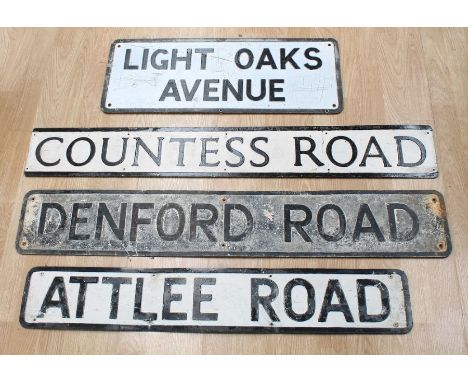 LIGHT OAKS
AVENUE
COUNTESS ROAD
DENFORD ROAD
ATTLEE ROAD